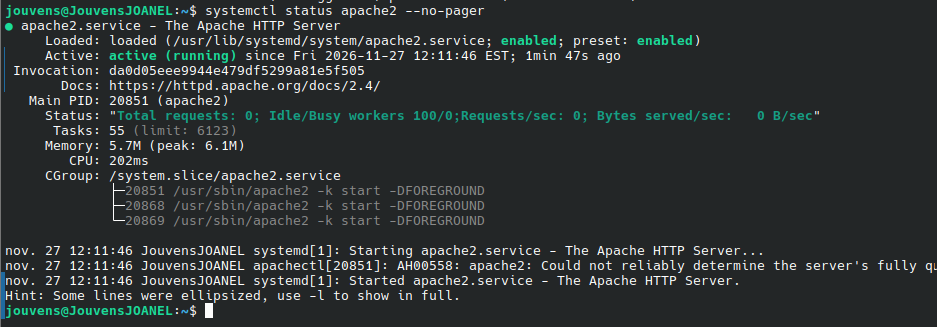 jouvens@JouvensJOANEL:~$ systemctl status apache2 --no-pager
● apache2.service - The Apache HTTP Server
     Loaded: loaded (/usr/lib/systemd/system/apache2.service; enabled; preset: enabled)
     Active: active (running) since Fri 2026-11-27 12:11:46 EST; 1min 47s ago
 Invocation: da0d05eee9944e479df5299a81e5f505
       Docs: https://httpd.apache.org/docs/2.4/
   Main PID: 20851 (apache2)
     Status: "Total requests: 0; Idle/Busy workers 100/0;Requests/sec: 0; Bytes served/sec:   0 B/sec"
      Tasks: 55 (limit: 6123)
     Memory: 5.7M (peak: 6.1M)
        CPU: 202ms
     CGroup: /system.slice/apache2.service
             ├─20851 /usr/sbin/apache2 -k start -DFOREGROUND
             ├─20868 /usr/sbin/apache2 -k start -DFOREGROUND
             └─20869 /usr/sbin/apache2 -k start -DFOREGROUND

nov. 27 12:11:46 JouvensJOANEL systemd[1]: Starting apache2.service - The Apache HTTP Server...
nov. 27 12:11:46 JouvensJOANEL apachectl[20851]: AH00558: apache2: Could not reliably determine the server's fully qu
nov. 27 12:11:46 JouvensJOANEL systemd[1]: Started apache2.service - The Apache HTTP Server.
Hint: Some lines were ellipsized, use -l to show in full.
jouvens@JouvensJOANEL:~$